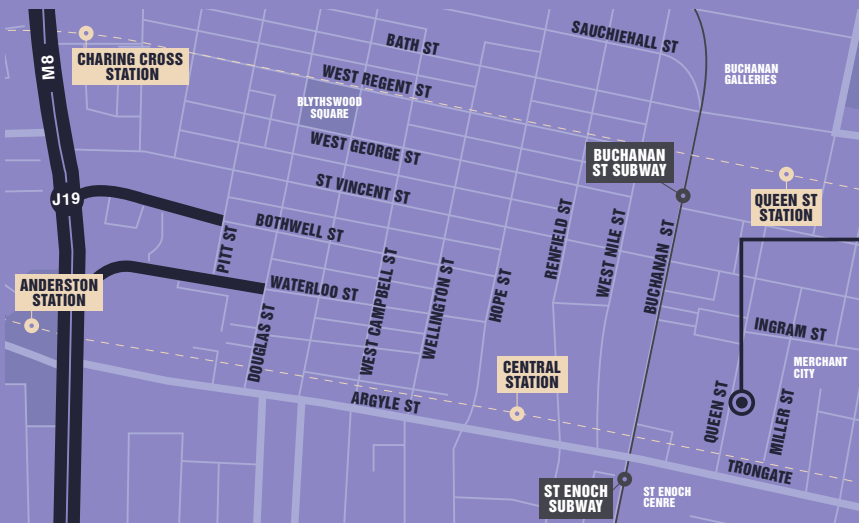 SAUCHIEHALL ST
BATH ST
M8
CHARING CROSS
STATION
WEST REGENT ST
BUCHANAN
GALLERIES
BLYTHSWOOD
SQUARE
WEST GEORGE ST
BUCHANAN
ST SUBWAY
ST VINCENT ST
J19
QUEEN ST
STATION
BOTHWELL ST
PITT ST
RENFIELD ST
WEST NILE ST
BUCHANAN ST
ANDERSTON
STATION
WATERLOO ST
DOUGLAS ST
WEST CAMPBELL ST
WELLINGTON ST
HOPE ST
INGRAM ST
MERCHANT
CITY
CENTRAL
STATION
ARGYLE ST
QUEEN ST
MILLER ST
TRONGATE
ST ENOCH
SUBWAY
ST ENOCH
CENRE